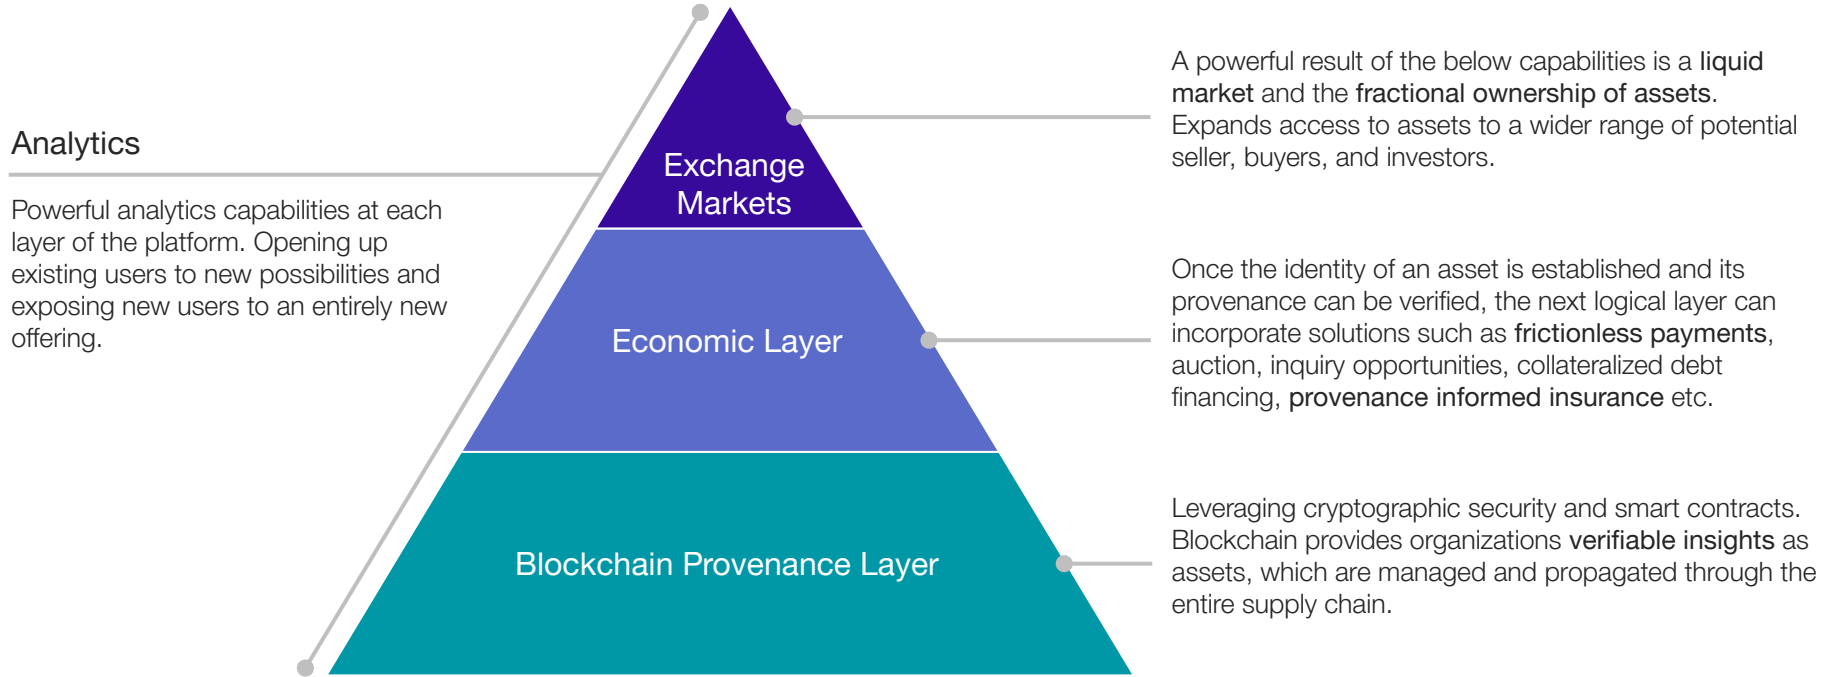 Analytics
Powerful analytics capabilities at each
layer of the platform. Opening up
existing users to new possibilities and
exposing new users to an entirely new
offering.
Exchange
Markets
Economic Layer
Blockchain Provenance Layer
A powerful result of the below capabilities is a liquid
market and the fractional ownership of assets.
Expands access to assets to a wider range of potential
seller, buyers, and investors.
Once the identity of an asset is established and its
provenance can be verified, the next logical layer can
incorporate solutions such as frictionless payments,
auction, inquiry opportunities, collateralized debt
financing, provenance informed insurance etc.
Leveraging cryptographic security and smart contracts.
Blockchain provides organizations verifiable insights as
assets, which are managed and propagated through the
entire supply chain.